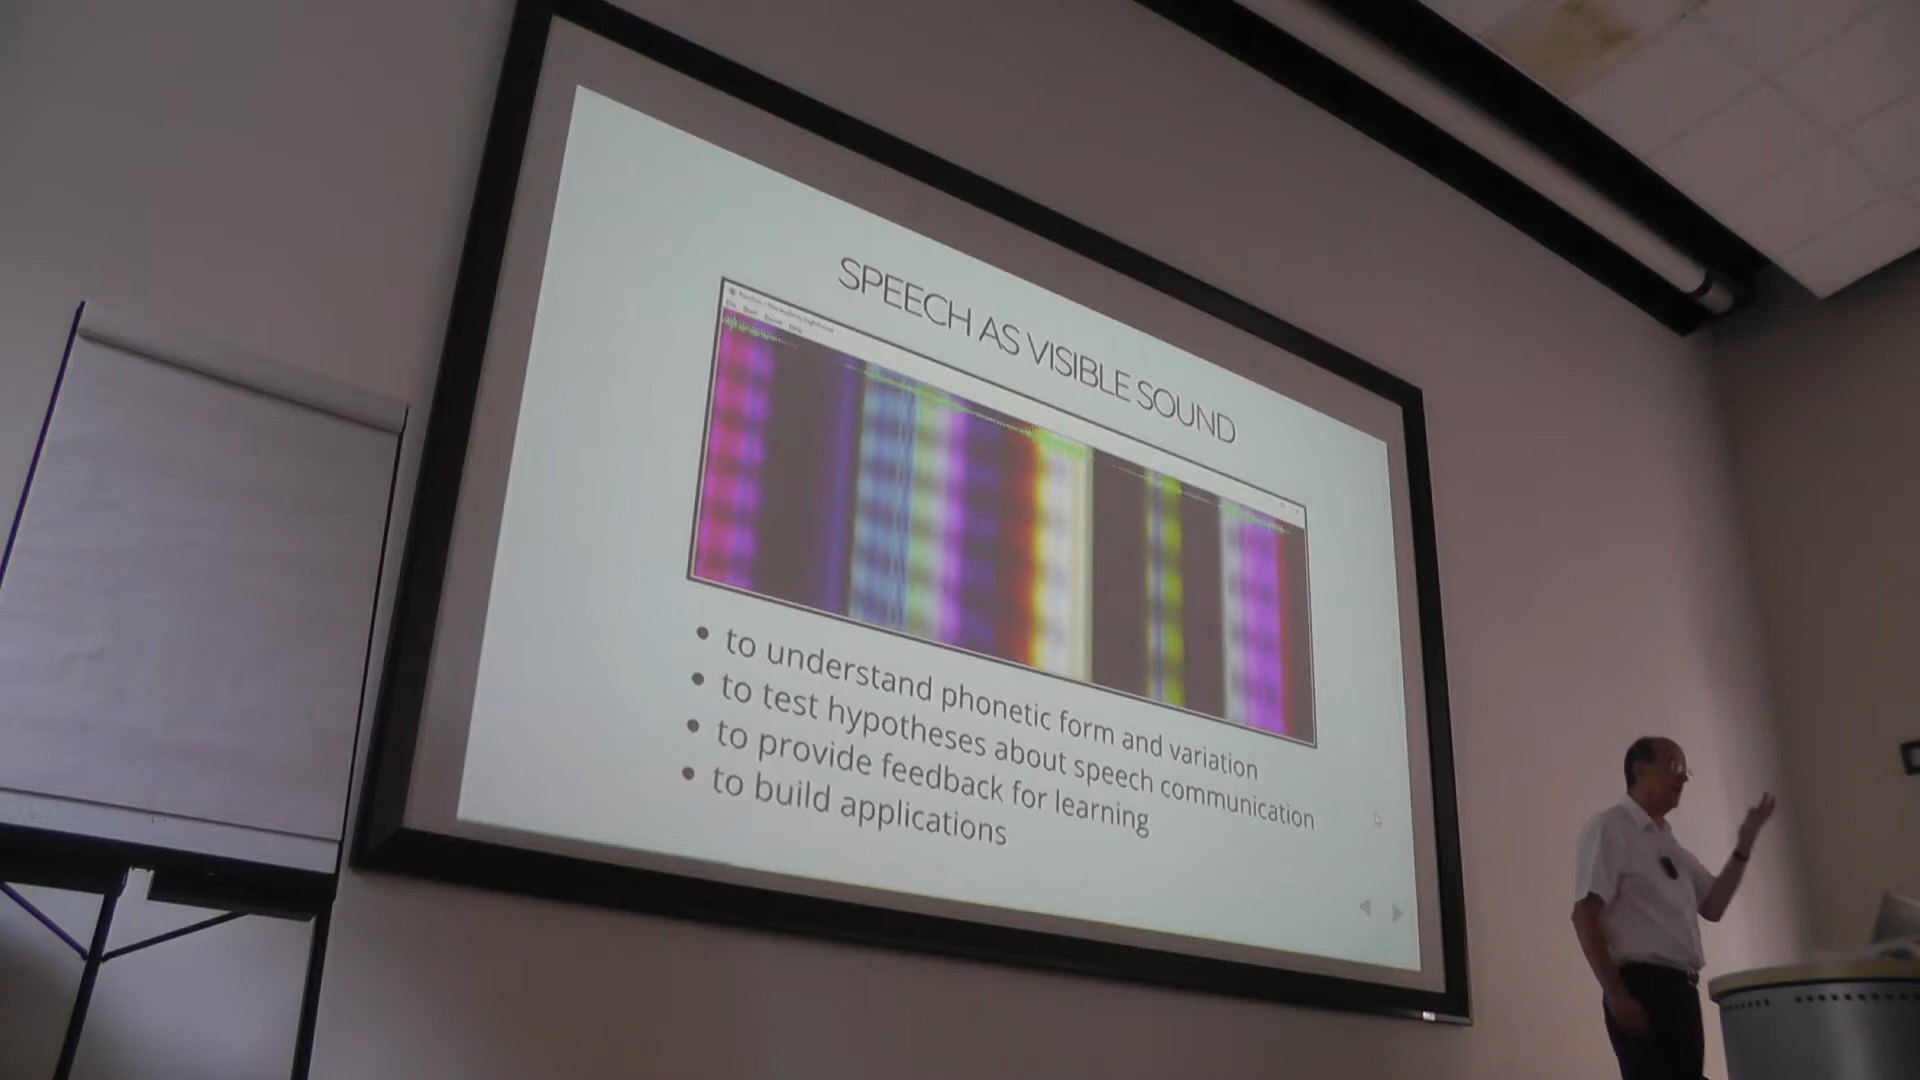 SPEECH AS VISIBLE SOUND
• to understand phonetic form and variation
• to test hypotheses about speech communication
• to provide feedback for learning
• to build applications